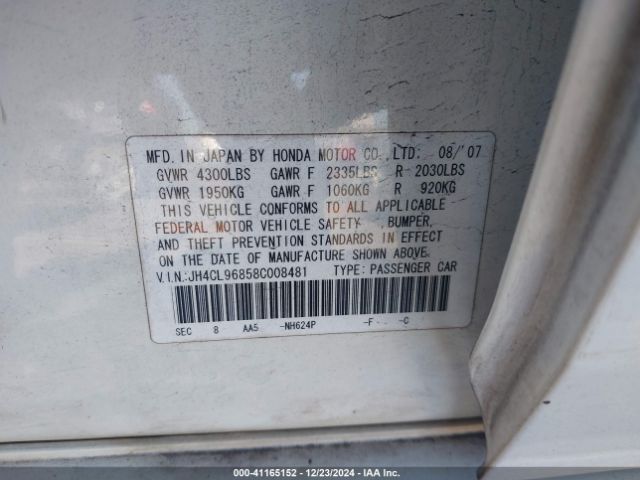 MFD. IN JAPAN BY HONDA MOTOR CO.,LTD. 08/'07
GVWR 4300LBS GAWR F 2335LBS R 2030LBS
GVWR 1950KG GAWR F 1060KG R 920KG
THIS VEHICLE CONFORMS TO ALL APPLICABLE
FEDERAL MOTOR VEHICLE SAFETY ,BUMPER,
AND THEFT PREVENTION STANDARDS IN EFFECT
ON THE DATE OF MANUFACTURE SHOWN ABOVE.
V.I.N:JH4CL96858C008481 TYPE: PASSENGER CAR
SEC 8 AA5 -NH624P -F- -C
000-41165152 - 12/23/2024 - IAA Inc.